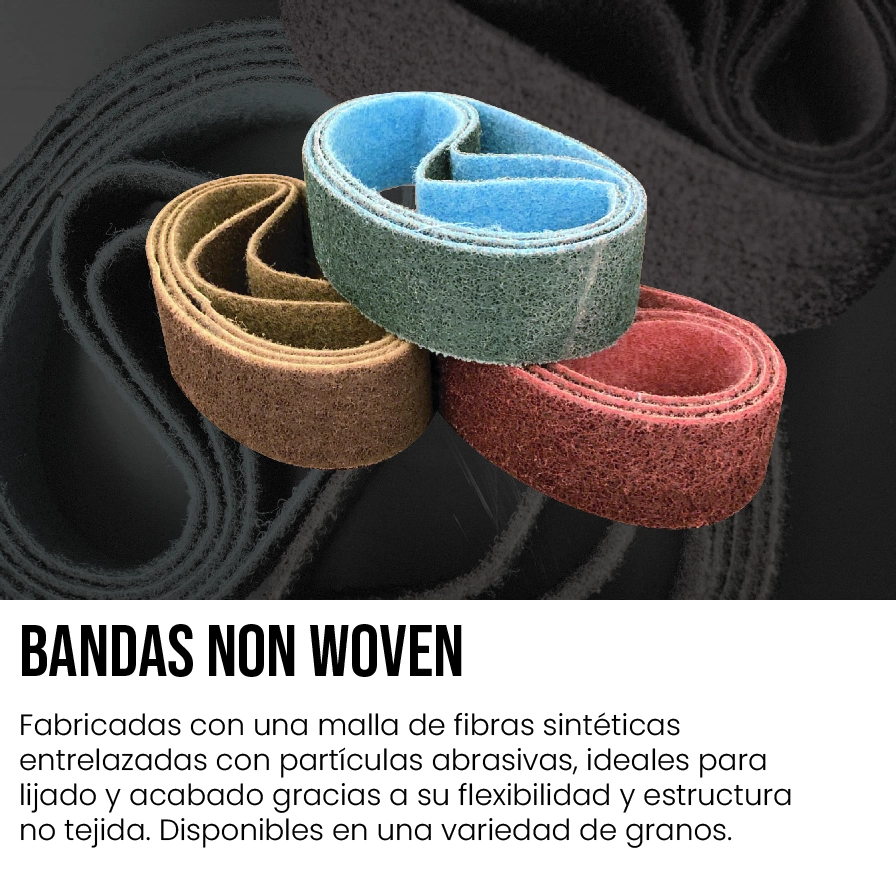 BANDAS NON WOVEN
Fabricadas con una malla de fibras sintéticas
entrelazadas con partículas abrasivas, ideales para
lijado y acabado gracias a su flexibilidad y estructura
no tejida. Disponibles en una variedad de granos.